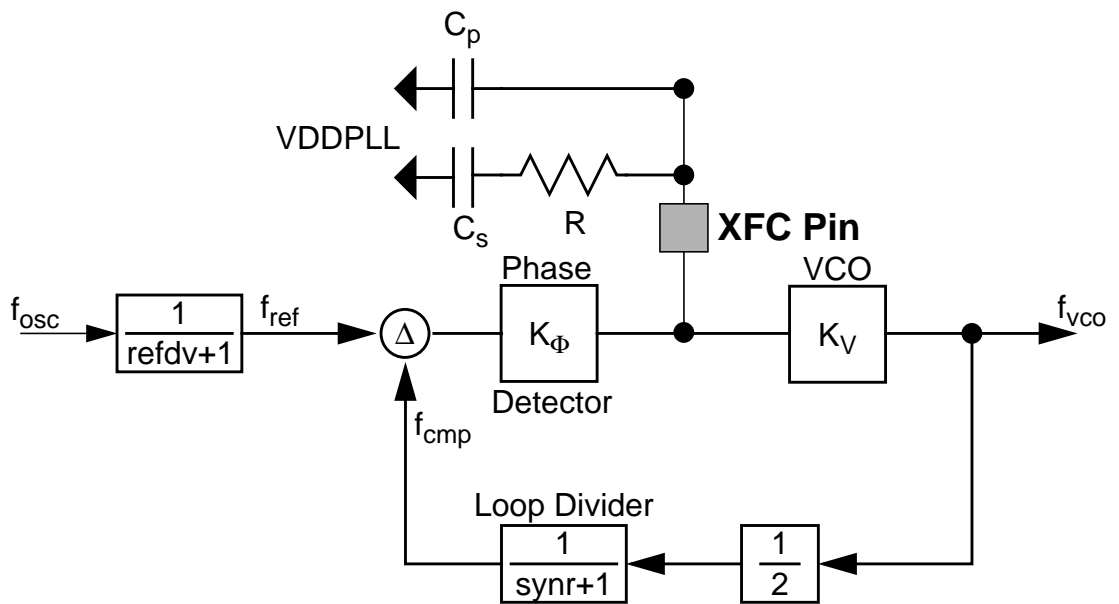 Cp
VDDPLL
Cs
R
XFC Pin
Phase
VCO
fosc
1
refdv+1
fref
Δ
KΦ
KV
fvco
Detector
fcmp
Loop Divider
1
synr+1
1
2